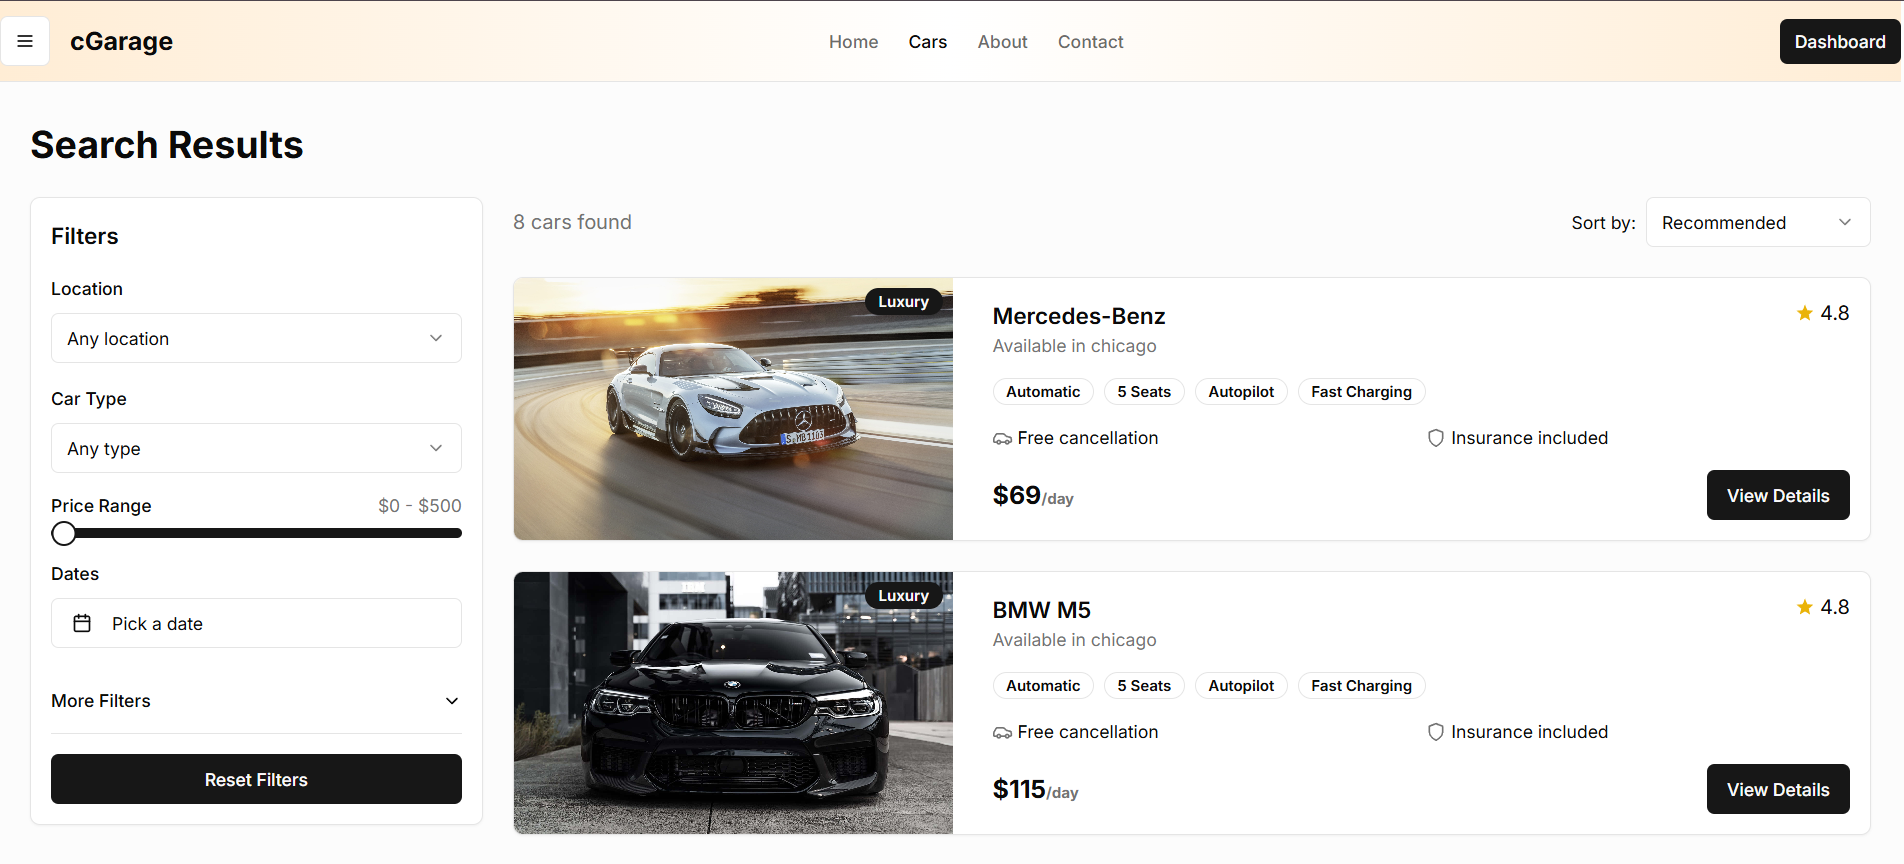 cGarage
Home Cars About Contact
Dashboard
Search Results
Filters
Location
Any location
Car Type
Any type
Price Range $0 - $500
Dates
Pick a date
More Filters
Reset Filters
8 cars found
Sort by: Recommended
Luxury
Mercedes-Benz
4.8
Available in chicago
Automatic 5 Seats Autopilot Fast Charging
Free cancellation Insurance included
$69/day
View Details
Luxury
BMW M5
4.8
Available in chicago
Automatic 5 Seats Autopilot Fast Charging
Free cancellation Insurance included
$115/day
View Details